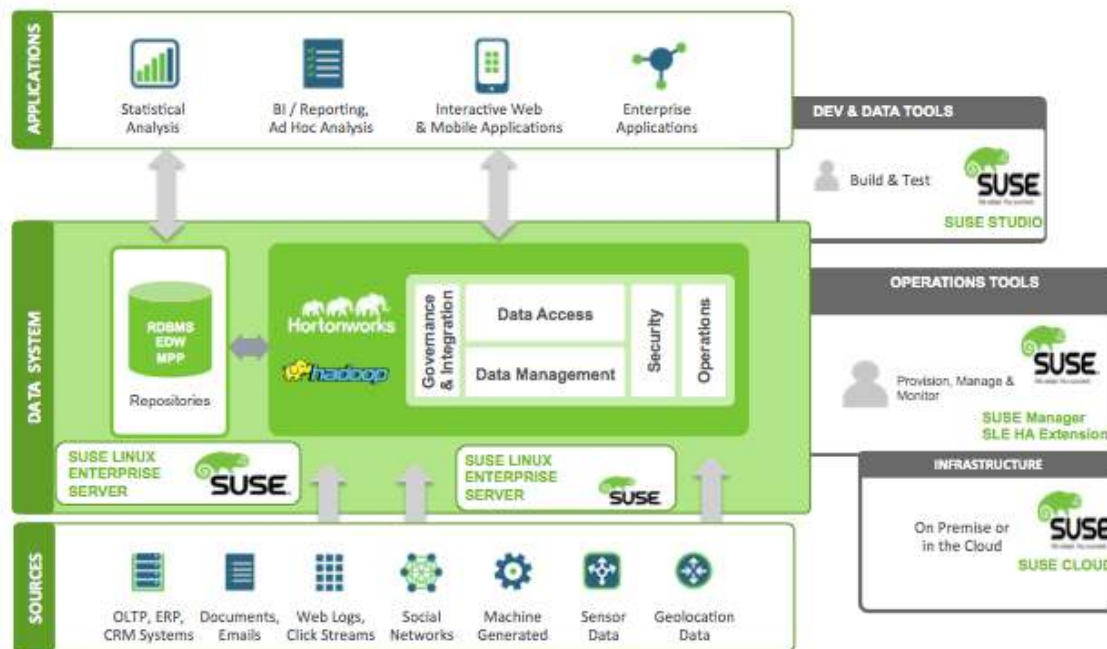 APPLICATIONS
Statistical
Analysis
BI / Reporting,
Ad Hoc Analysis
Interactive Web
& Mobile Applications
Enterprise
Applications
DEV & DATA TOOLS
Build & Test
SUSE
SUSE STUDIO
DATA SYSTEM
RDBMS
EDW
MPP
Repositories
Hortonworks
hadoop
Governance
& Integration
Data Access
Data Management
Security
Operations
SUSE LINUX
ENTERPRISE
SERVER
SUSE
SUSE LINUX
ENTERPRISE
SERVER
SUSE
OPERATIONS TOOLS
Provision, Manage &
Monitor
SUSE
SUSE Manager
SLE HA Extension
INFRASTRUCTURE
On Premise or
in the Cloud
SUSE
SUSE CLOUD
SOURCES
OLTP, ERP,
CRM Systems
Documents,
Emails
Web Logs,
Click Streams
Social
Networks
Machine
Generated
Sensor
Data
Geolocation
Data